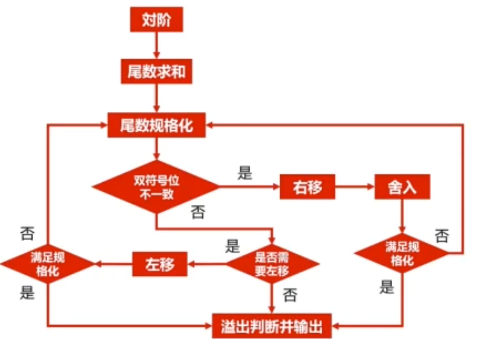 对阶
尾数求和
尾数规格化
双符号位
不一致
是
右移
舍入
否
否
满足规
格化
是
左移
是
是否需
要左移
否
满足规
格化
否
是
溢出判断并输出